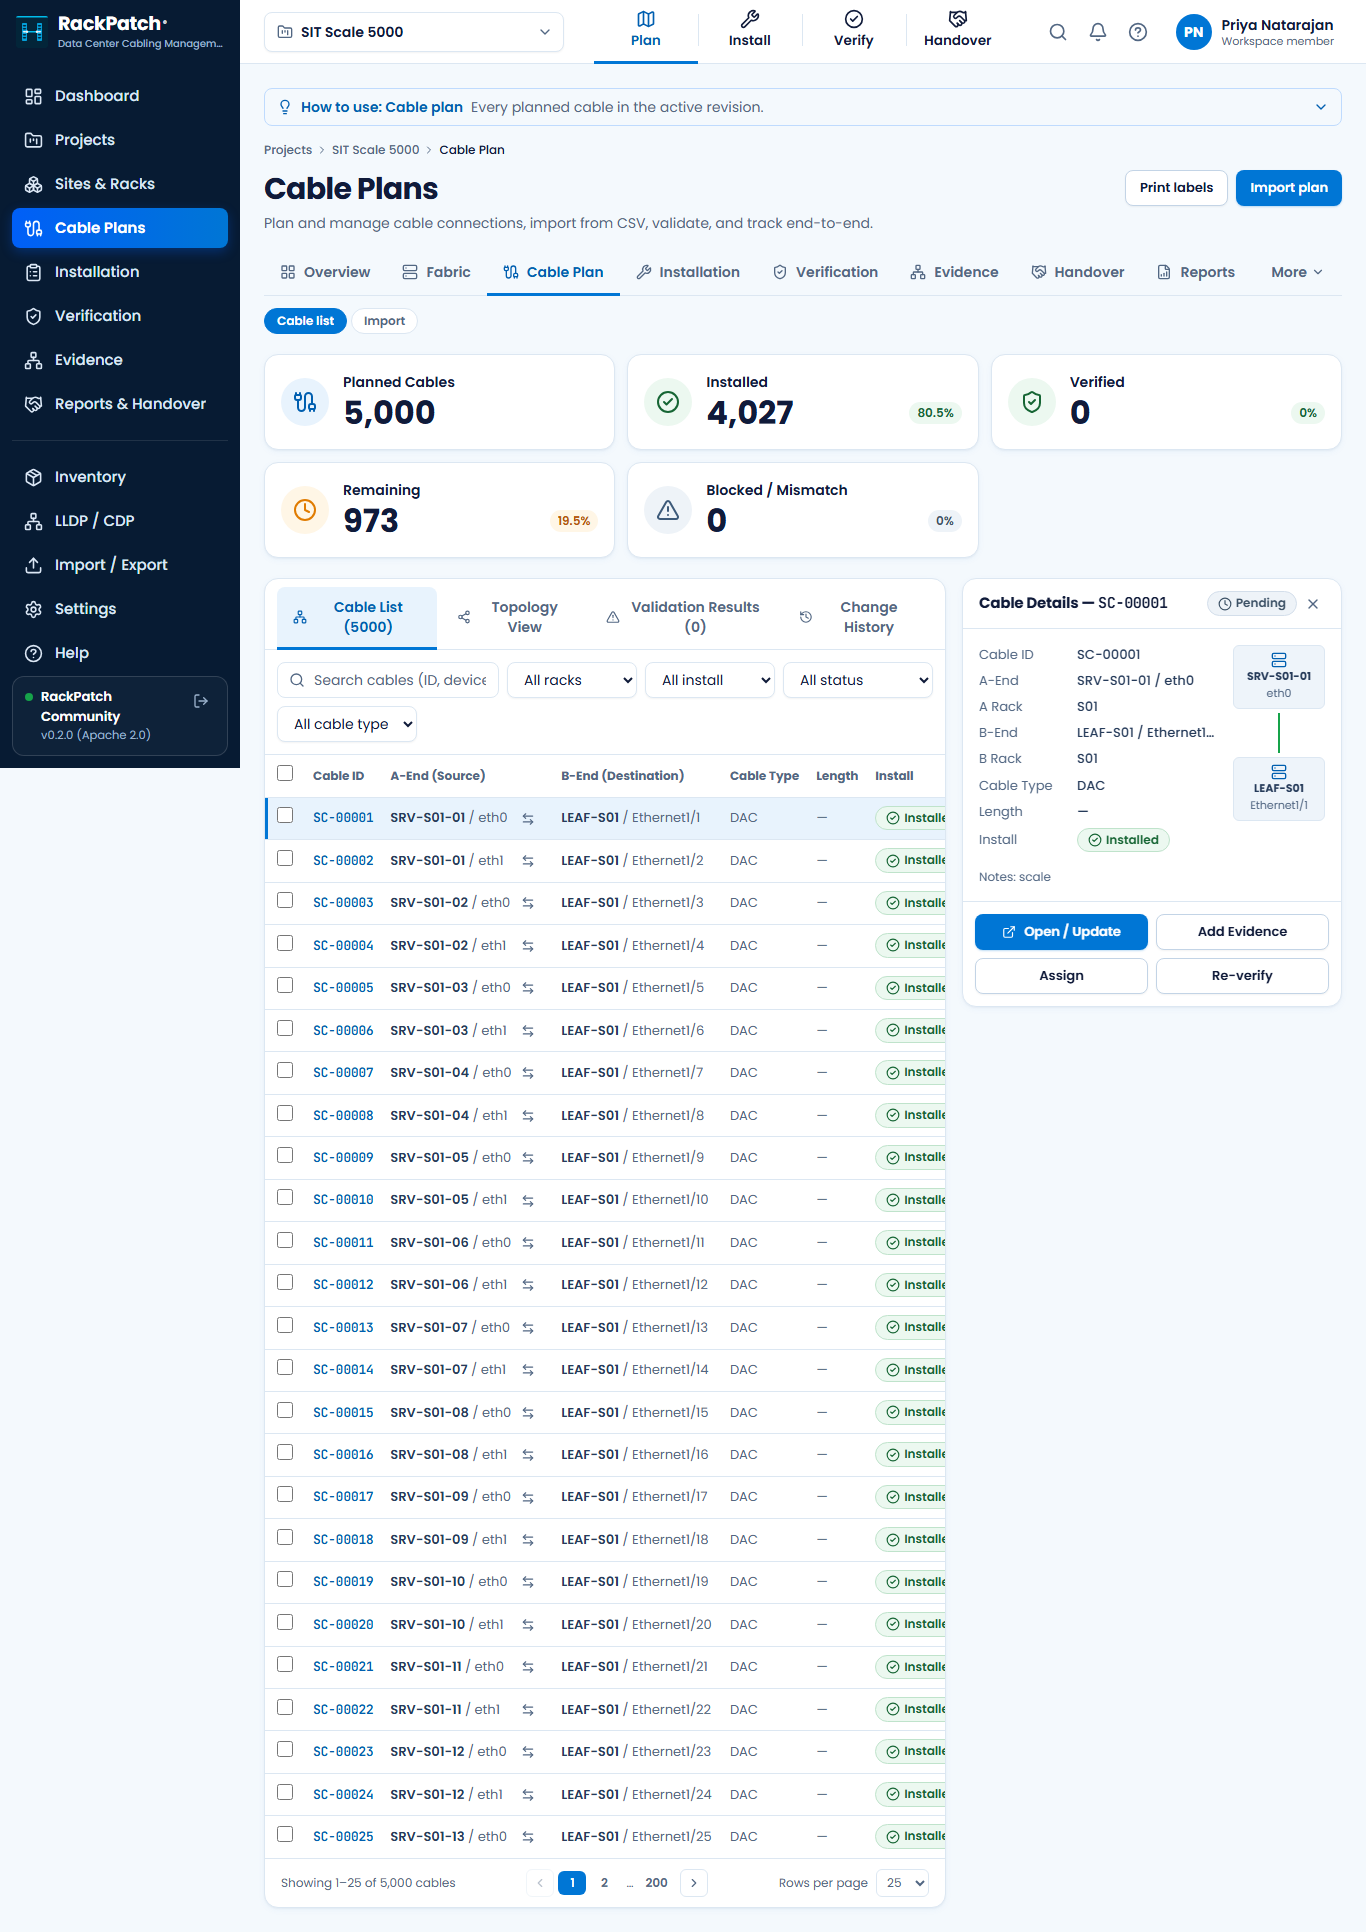 RackPatch
Data Center Cabling Managem...
Dashboard
Projects
Sites & Racks
Cable Plans
Installation
Verification
Evidence
Reports & Handover
Inventory
LLDP / CDP
Import / Export
Settings
Help
RackPatch
Community
v0.2.0 (Apache 2.0)
SIT Scale 5000
Plan
Install
Verify
Handover
PN
Priya Natarajan
Workspace member
How to use: Cable plan Every planned cable in the active revision.
Projects > SIT Scale 5000 > Cable Plan
Cable Plans
Plan and manage cable connections, import from CSV, validate, and track end-to-end.
Print labels
Import plan
Overview
Fabric
Cable Plan
Installation
Verification
Evidence
Handover
Reports
More
Cable list
Import
Planned Cables
5,000
Installed
4,027
80.5%
Verified
0
0%
Remaining
973
19.5%
Blocked / Mismatch
0
0%
Cable List
(5000)
Topology
View
Validation Results
(0)
Change
History
Search cables (ID, device
All racks
All install
All status
All cable type
Cable ID A-End (Source) B-End (Destination) Cable Type Length Install
SC-00001 SRV-S01-01 / eth0 LEAF-S01 / Ethernet1/1 DAC — Installe
SC-00002 SRV-S01-01 / eth1 LEAF-S01 / Ethernet1/2 DAC — Installe
SC-00003 SRV-S01-02 / eth0 LEAF-S01 / Ethernet1/3 DAC — Installe
SC-00004 SRV-S01-02 / eth1 LEAF-S01 / Ethernet1/4 DAC — Installe
SC-00005 SRV-S01-03 / eth0 LEAF-S01 / Ethernet1/5 DAC — Installe
SC-00006 SRV-S01-03 / eth1 LEAF-S01 / Ethernet1/6 DAC — Installe
SC-00007 SRV-S01-04 / eth0 LEAF-S01 / Ethernet1/7 DAC — Installe
SC-00008 SRV-S01-04 / eth1 LEAF-S01 / Ethernet1/8 DAC — Installe
SC-00009 SRV-S01-05 / eth0 LEAF-S01 / Ethernet1/9 DAC — Installe
SC-00010 SRV-S01-05 / eth1 LEAF-S01 / Ethernet1/10 DAC — Installe
SC-00011 SRV-S01-06 / eth0 LEAF-S01 / Ethernet1/11 DAC — Installe
SC-00012 SRV-S01-06 / eth1 LEAF-S01 / Ethernet1/12 DAC — Installe
SC-00013 SRV-S01-07 / eth0 LEAF-S01 / Ethernet1/13 DAC — Installe
SC-00014 SRV-S01-07 / eth1 LEAF-S01 / Ethernet1/14 DAC — Installe
SC-00015 SRV-S01-08 / eth0 LEAF-S01 / Ethernet1/15 DAC — Installe
SC-00016 SRV-S01-08 / eth1 LEAF-S01 / Ethernet1/16 DAC — Installe
SC-00017 SRV-S01-09 / eth0 LEAF-S01 / Ethernet1/17 DAC — Installe
SC-00018 SRV-S01-09 / eth1 LEAF-S01 / Ethernet1/18 DAC — Installe
SC-00019 SRV-S01-10 / eth0 LEAF-S01 / Ethernet1/19 DAC — Installe
SC-00020 SRV-S01-10 / eth1 LEAF-S01 / Ethernet1/20 DAC — Installe
SC-00021 SRV-S01-11 / eth0 LEAF-S01 / Ethernet1/21 DAC — Installe
SC-00022 SRV-S01-11 / eth1 LEAF-S01 / Ethernet1/22 DAC — Installe
SC-00023 SRV-S01-12 / eth0 LEAF-S01 / Ethernet1/23 DAC — Installe
SC-00024 SRV-S01-12 / eth1 LEAF-S01 / Ethernet1/24 DAC — Installe
SC-00025 SRV-S01-13 / eth0 LEAF-S01 / Ethernet1/25 DAC — Installe
Showing 1–25 of 5,000 cables
1 2 ... 200
Rows per page 25
Cable Details — SC-00001
Pending
Cable ID SC-00001
A-End SRV-S01-01 / eth0
A Rack S01
B-End LEAF-S01 / Ethernet1...
B Rack S01
Cable Type DAC
Length —
Install Installed
Notes: scale
SRV-S01-01
eth0
LEAF-S01
Ethernet1/1
Open / Update
Add Evidence
Assign
Re-verify